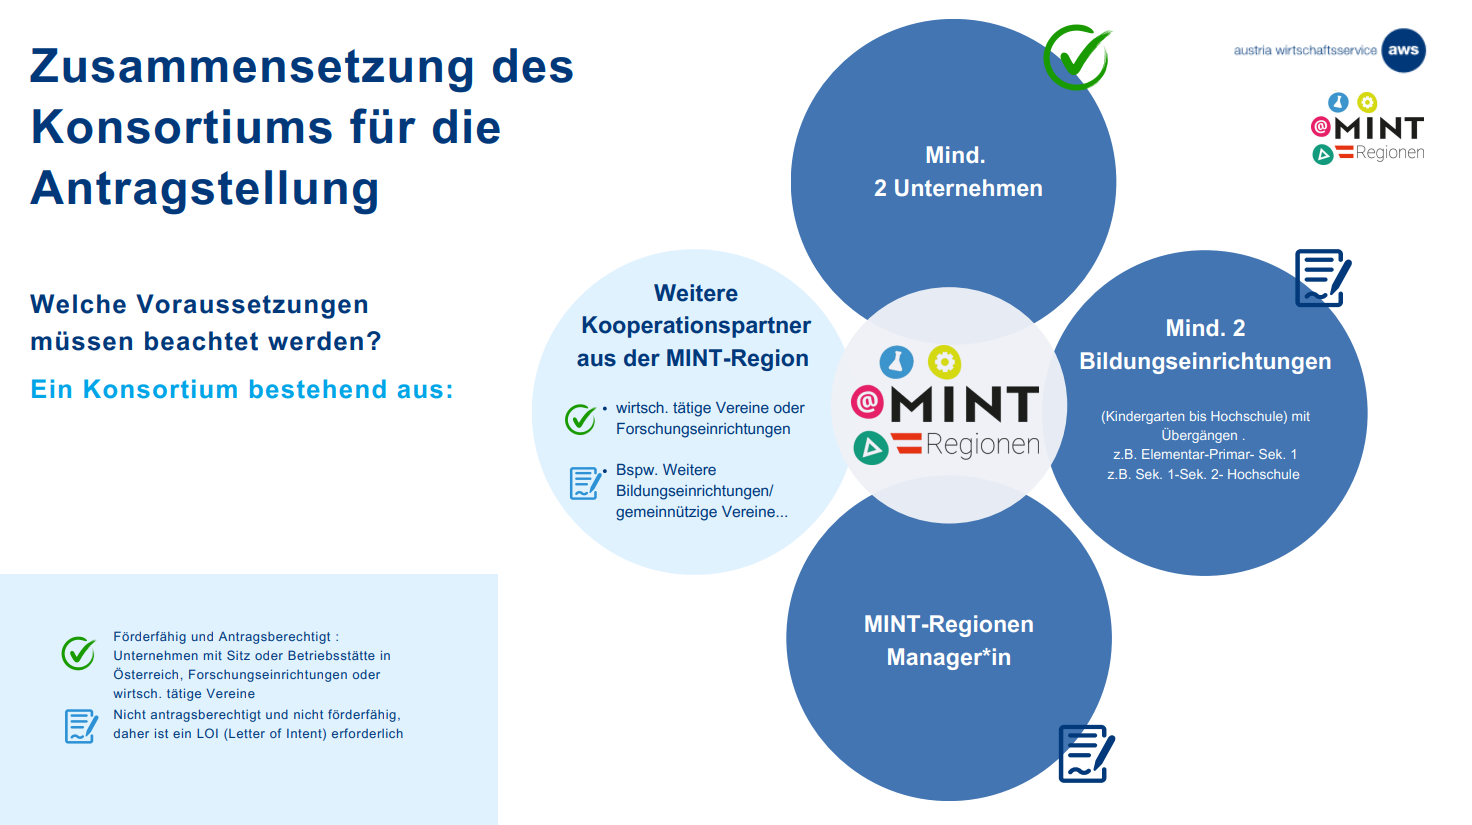 Zusammensetzung des
Konsortiums für die
Antragstellung
Welche Voraussetzungen
müssen beachtet werden?
Ein Konsortium bestehend aus:
Förderfähig und Antragsberechtigt :
Unternehmen mit Sitz oder Betriebsstätte in
Österreich, Forschungseinrichtungen oder
wirtsch. tätige Vereine
Nicht antragsberechtigt und nicht förderfähig,
daher ist ein LOI (Letter of Intent) erforderlich
Mind.
2 Unternehmen
Weitere
Kooperationspartner
aus der MINT-Region
• wirtsch. tätige Vereine oder
Forschungseinrichtungen
• Bspw. Weitere
Bildungseinrichtungen/
gemeinnützige Vereine...
@MINT
Regionen
Mind. 2
Bildungseinrichtungen
(Kindergarten bis Hochschule) mit
Übergängen .
z.B. Elementar-Primar- Sek. 1
z.B. Sek. 1-Sek. 2- Hochschule
MINT-Regionen
Manager*in
austria wirtschaftsservice aws
@MINT
Regionen